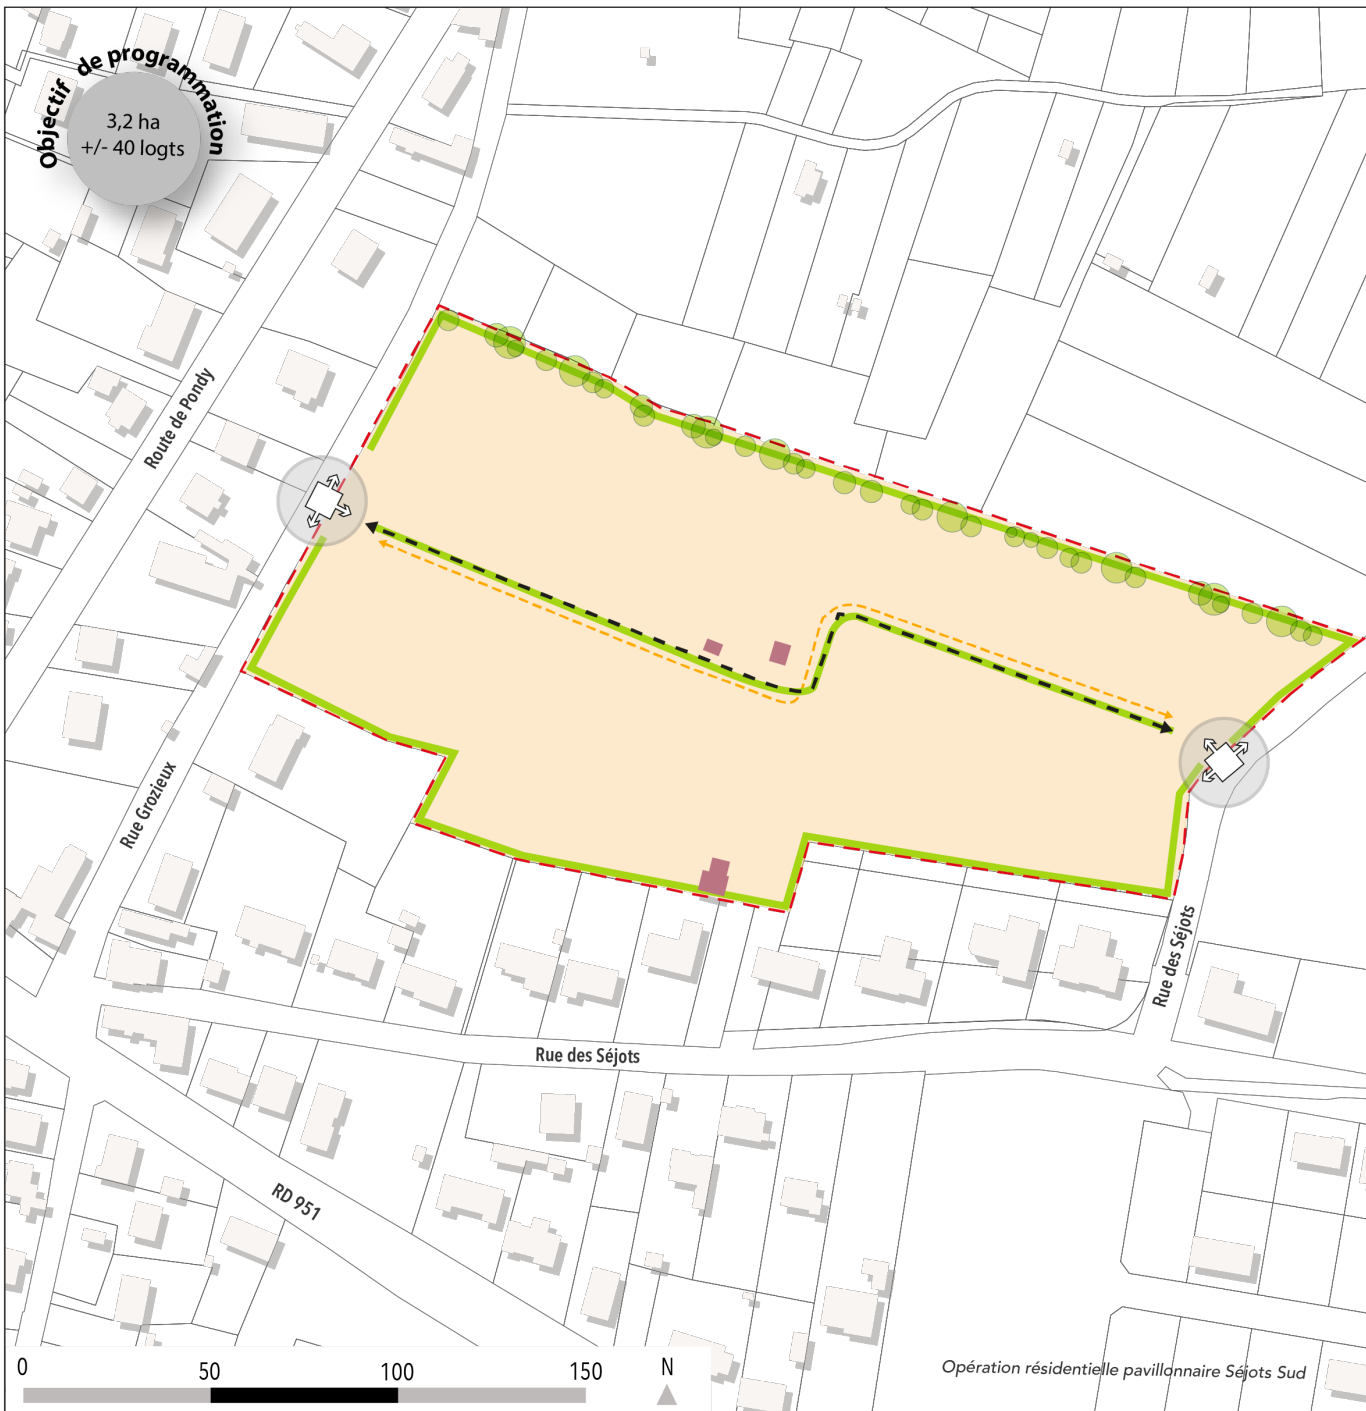 Objectif de programmation
3,2 ha
+/- 40 logts
Route de Pondy
Rue Grozieux
Rue des Séjots
Rue des Séjots
RD 951
0 50 100 150 N
Opération résidentielle pavillonnaire Séjots Sud